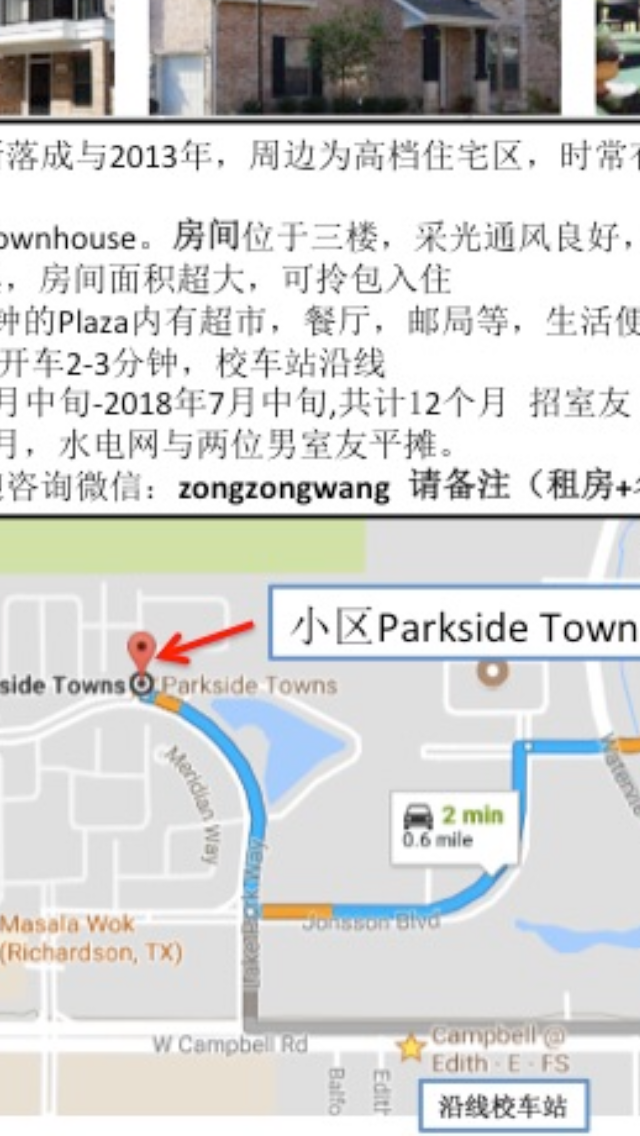 落成与2013年，周边为高档住宅区，时常
ownhouse。房间位于三楼，采光通风良好，
，房间面积超大，可拎包入住
钟的Plaza内有超市，餐厅，邮局等，生活便
开车2-3分钟，校车站沿线
月中旬-2018年7月中旬,共计12个月 招室友
月，水电网与两位男室友平摊。
咨询微信：zongzongwang 请备注（租房+
小区Parkside Town
side Towns
Parkside Towns
Meridian Way
2 min
0.6 mile
Lake Park Way
Jonsson Blvd
Watervie
Masala Wok
(Richardson, TX)
W Campbell Rd
Campbell @
Edith - E - FS
Balfo
Edith
沿线校车站